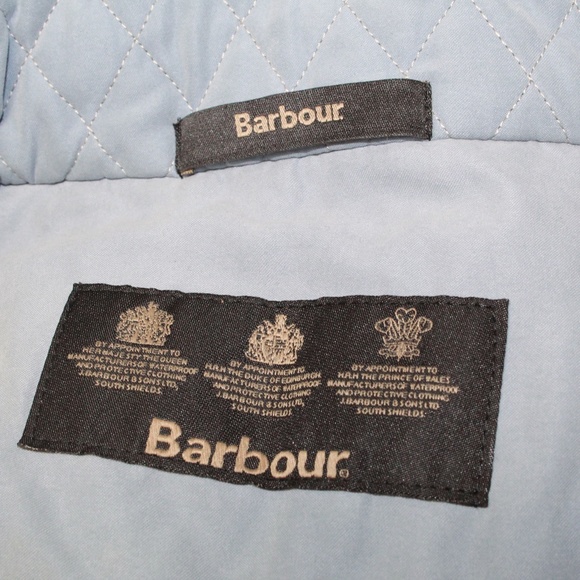 Barbour
BY APPOINTMENT TO
HER MAJESTY THE QUEEN
MANUFACTURERS OF WATERPROOF
AND PROTECTIVE CLOTHING
J.BARBOUR & SONS LTD,
SOUTH SHIELDS.
BY APPOINTMENT TO
H.R.H. THE DUKE OF EDINBURGH
MANUFACTURERS OF WATERPROOF
AND PROTECTIVE CLOTHING
J.BARBOUR & SONS LTD,
SOUTH SHIELDS.
BY APPOINTMENT TO
H.R.H. THE PRINCE OF WALES
MANUFACTURERS OF WATERPROOF
AND PROTECTIVE CLOTHING
J.BARBOUR & SONS LTD,
SOUTH SHIELDS.
Barbour®